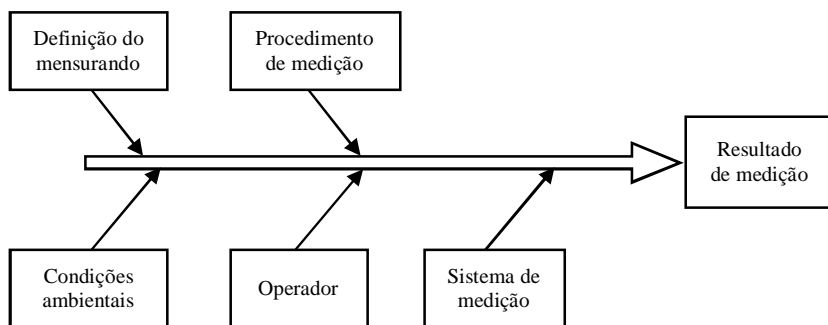 Definição do
mensurando
Procedimento
de medição
Resultado
de medição
Condições
ambientais
Operador
Sistema de
medição